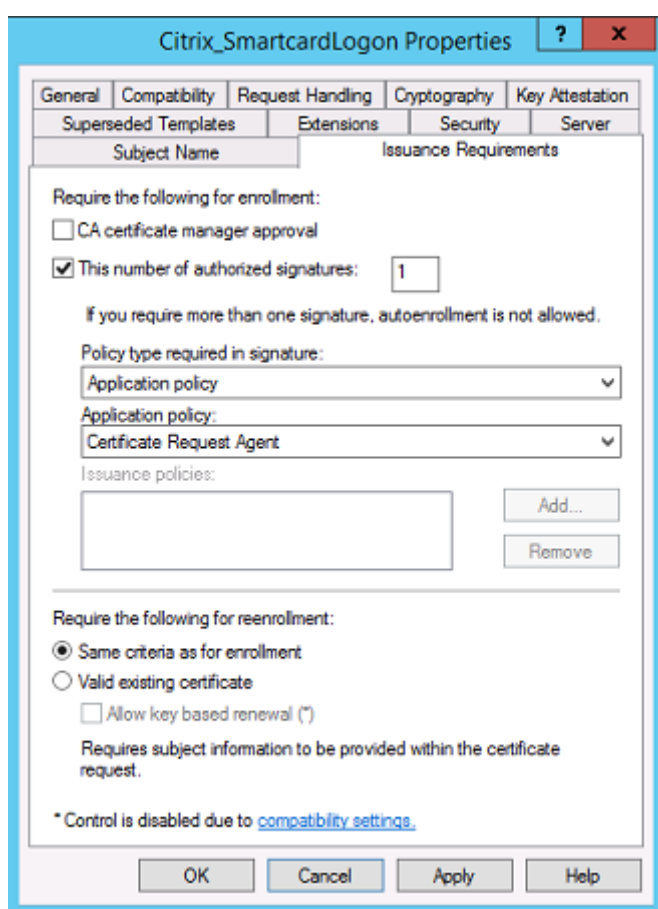 Citrix_SmartcardLogon Properties
?
x
General
Compatibility
Request Handling
Cryptography
Key Attestation
Superseded Templates
Extensions
Security
Server
Subject Name
Issuance Requirements
Require the following for enrollment:
CA certificate manager approval
This number of authorized signatures:
1
If you require more than one signature, autoenrollment is not allowed.
Policy type required in signature:
Application policy
Application policy:
Certificate Request Agent
Issuance policies:
Add...
Remove
Require the following for reenrollment:
Same criteria as for enrollment
Valid existing certificate
Allow key based renewal (*)
Requires subject information to be provided within the certificate
request.
* Control is disabled due to compatibility settings.
OK
Cancel
Apply
Help